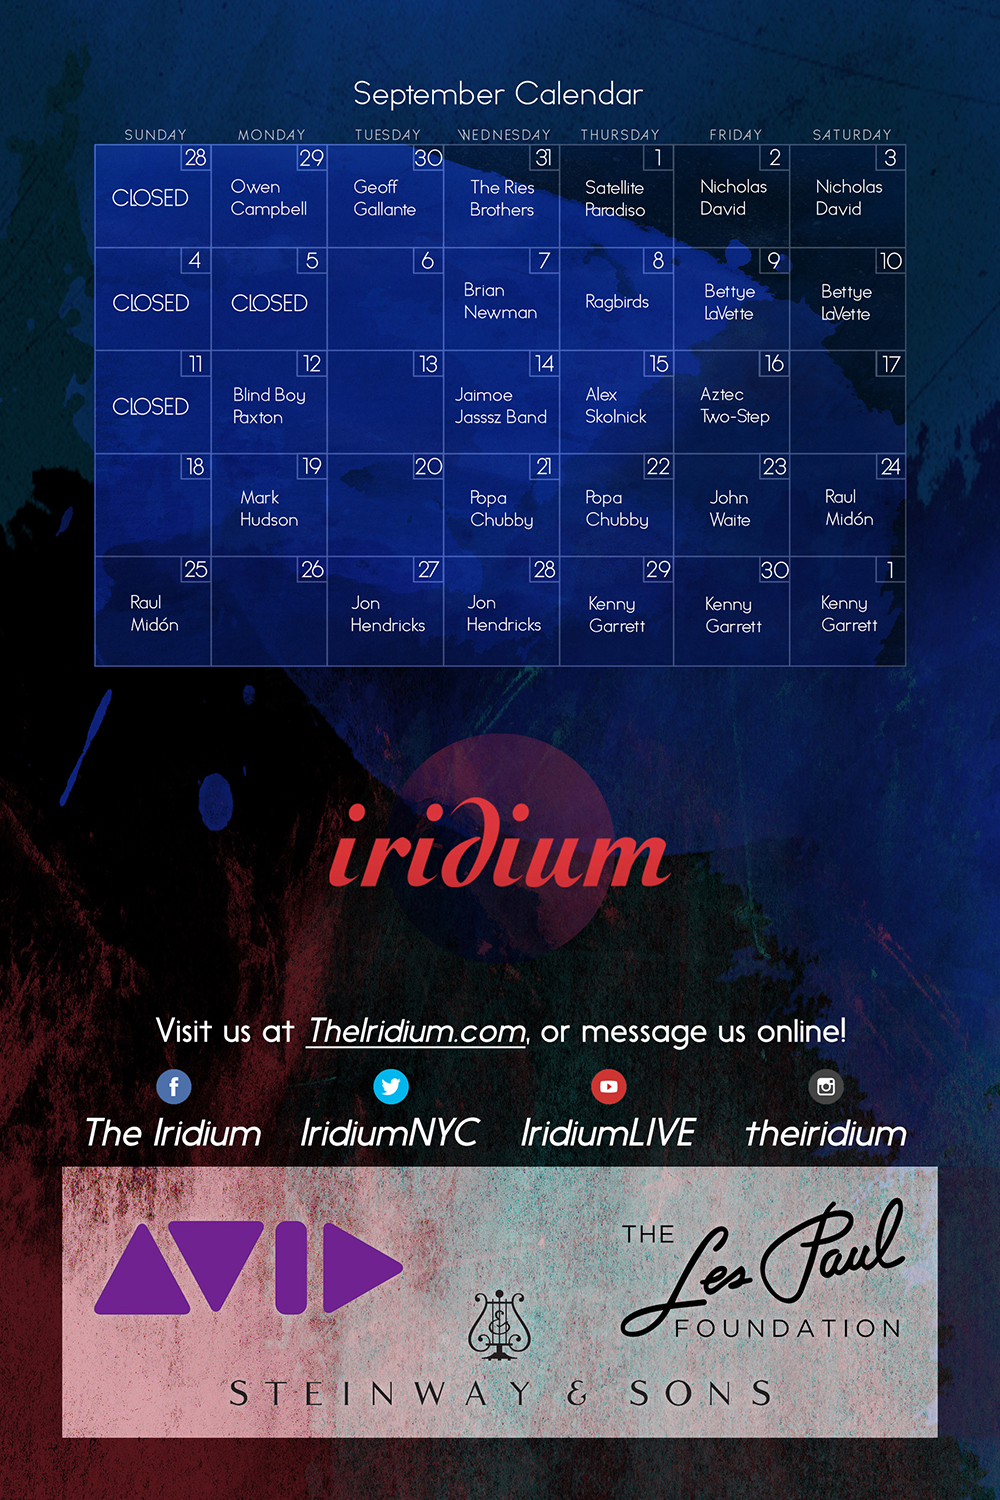 September Calendar
SUNDAY MONDAY TUESDAY WEDNESDAY THURSDAY FRIDAY SATURDAY
28 29 30 31 1 2 3
CLOSED
Owen
Campbell
Geoff
Gallante
The Ries
Brothers
Satellite
Paradiso
Nicholas
David
Nicholas
David
4 5 6 7 8 9 10
CLOSED
CLOSED
Brian
Newman
Ragbirds
Bettye
LaVette
Bettye
LaVette
11 12 13 14 15 16 17
CLOSED
Blind Boy
Paxton
Jaimoe
Jasssz Band
Alex
Skolnick
Aztec
Two-Step
18 19 20 21 22 23 24
Mark
Hudson
Popa
Chubby
Popa
Chubby
John
Waite
Raul
Midón
25 26 27 28 29 30 1
Raul
Midón
Jon
Hendricks
Jon
Hendricks
Kenny
Garrett
Kenny
Garrett
Kenny
Garrett
iridium
Visit us at TheIridium.com, or message us online!
The Iridium IridiumNYC IridiumLIVE theiridium
AVID
THE Les Paul
FOUNDATION
STEINWAY & SONS